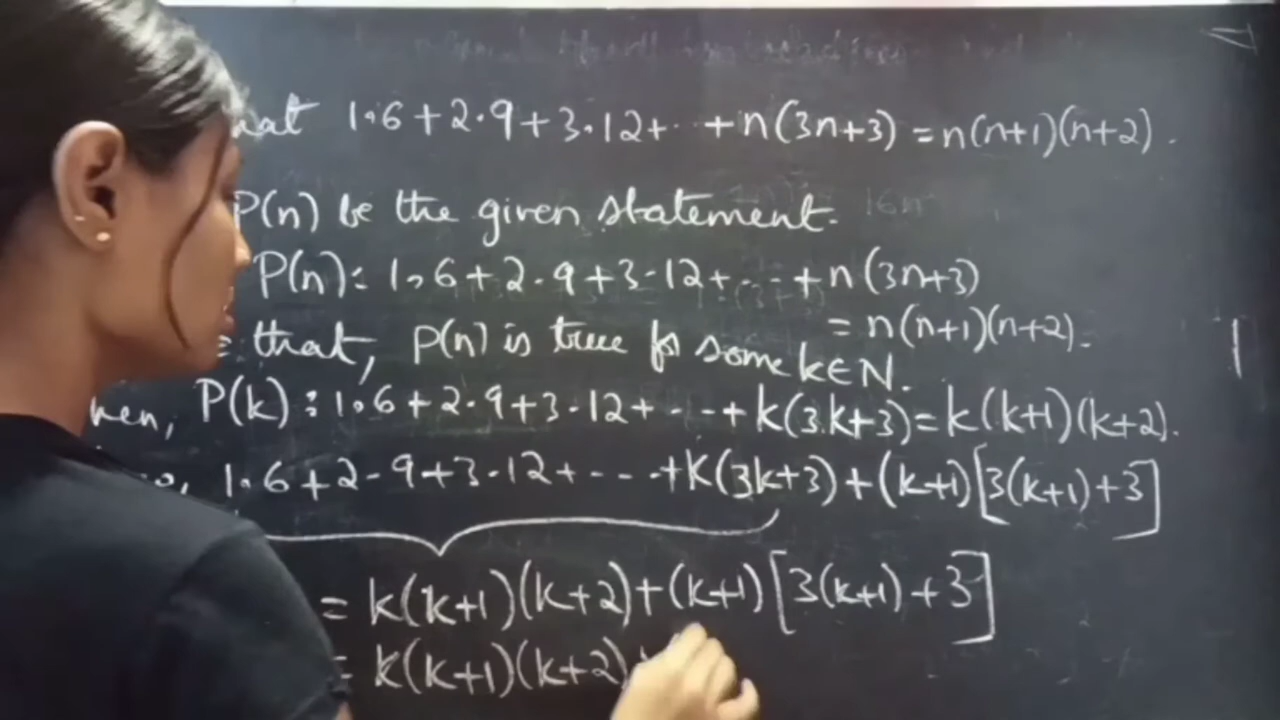 1.6+2.9+3.12+...+n(3n+3)=n(n+1)(n+2).
P(n) be the given statement.
P(n): 1.6+2.9+3.12+...+n(3n+3)
=n(n+1)(n+2).
that, P(n) is true for some k∈N.
P(k): 1.6+2.9+3.12+...+k(3k+3)=k(k+1)(k+2).
1.6+2-9+3.12+....+k(3k+3)+(k+1)[3(k+1)+3]
=k(k+1)(k+2)+(k+1)[3(k+1)+3]
=k(k+1)(k+2)